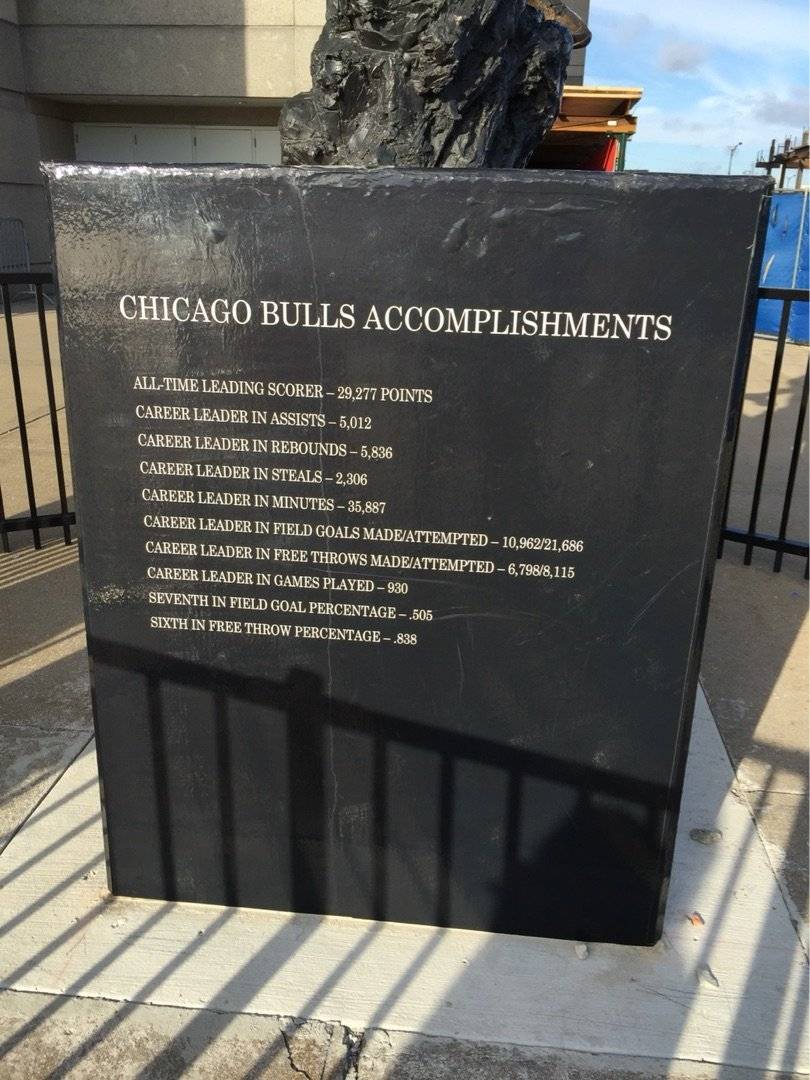 CHICAGO BULLS ACCOMPLISHMENTS
ALL-TIME LEADING SCORER – 29,277 POINTS
CAREER LEADER IN ASSISTS – 5,012
CAREER LEADER IN REBOUNDS – 5,836
CAREER LEADER IN STEALS – 2,306
CAREER LEADER IN MINUTES – 35,887
CAREER LEADER IN FIELD GOALS MADE/ATTEMPTED – 10,962/21,686
CAREER LEADER IN FREE THROWS MADE/ATTEMPTED – 6,798/8,115
CAREER LEADER IN GAMES PLAYED – 930
SEVENTH IN FIELD GOAL PERCENTAGE – .505
SIXTH IN FREE THROW PERCENTAGE – .838